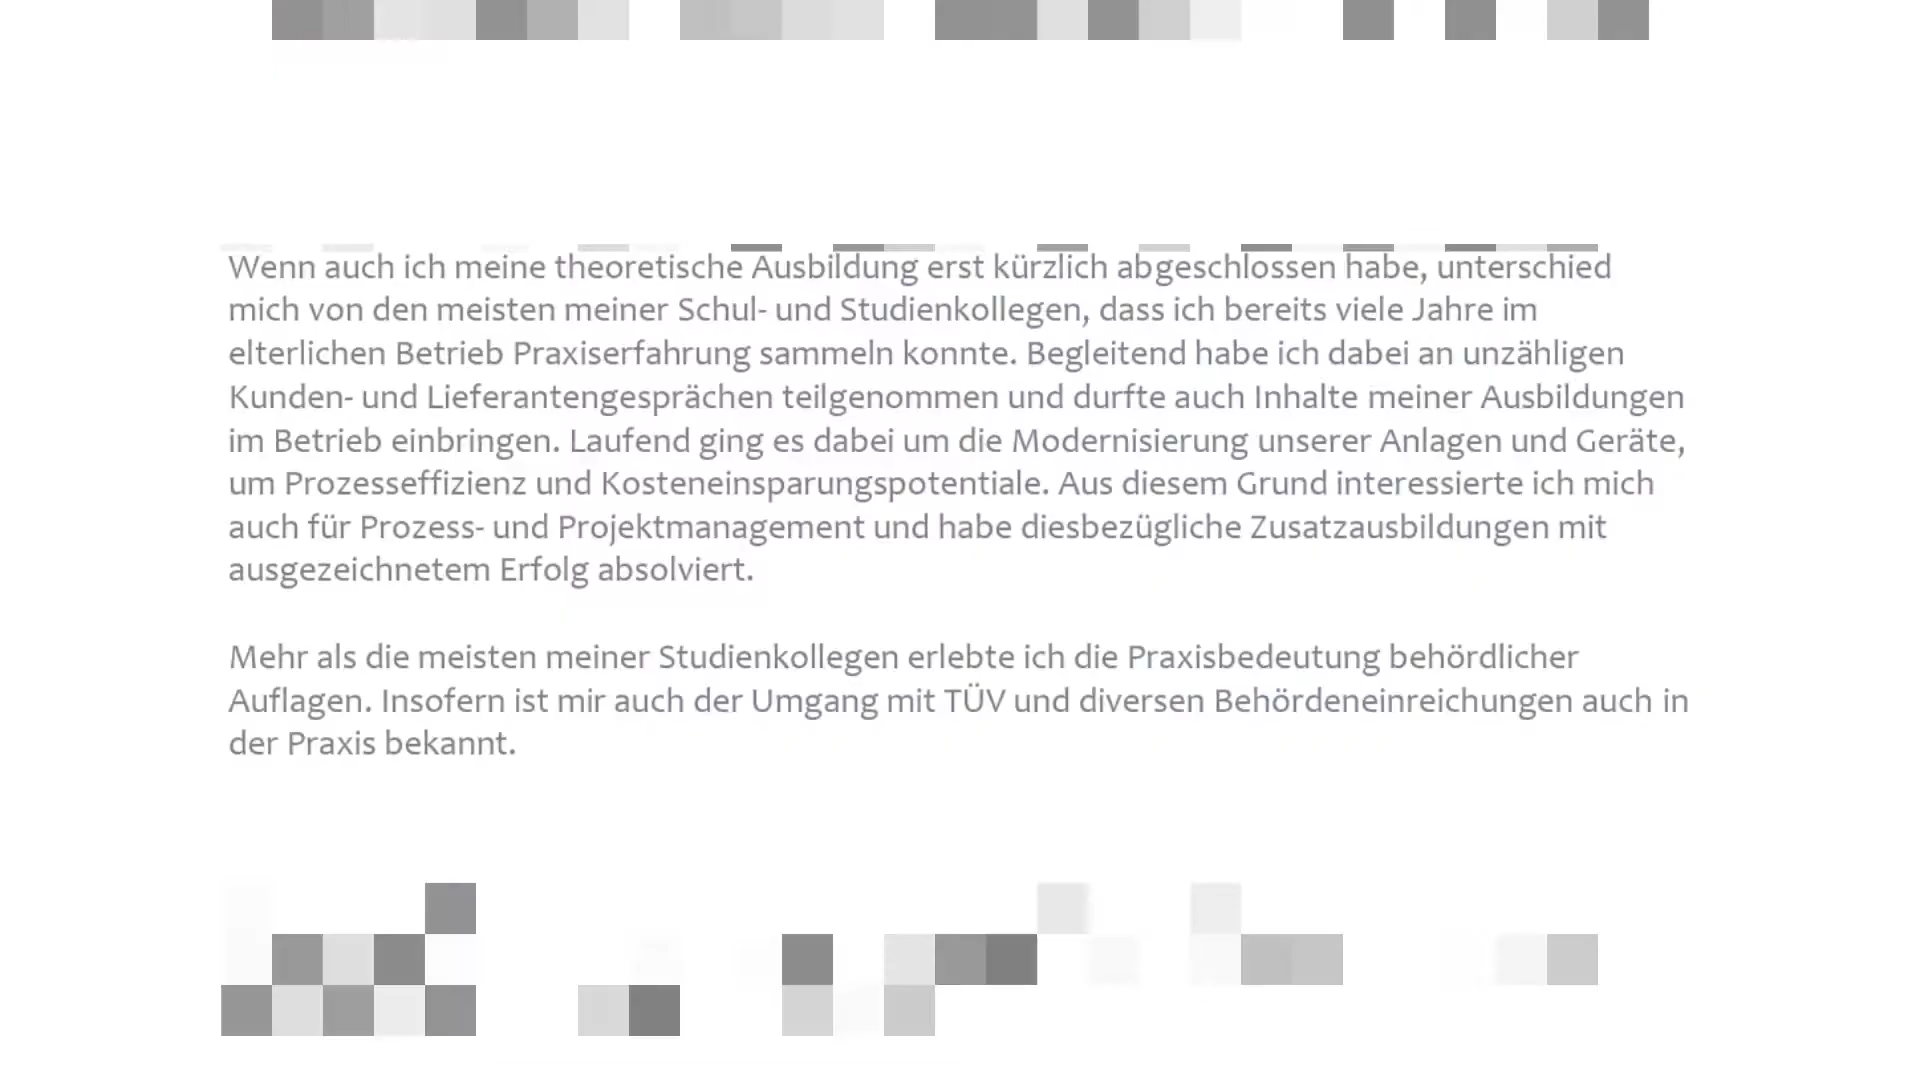 Wenn auch ich meine theoretische Ausbildung erst kürzlich abgeschlossen habe, unterschied
mich von den meisten meiner Schul- und Studienkollegen, dass ich bereits viele Jahre im
elterlichen Betrieb Praxiserfahrung sammeln konnte. Begleitend habe ich dabei an unzähligen
Kunden- und Lieferantengesprächen teilgenommen und durfte auch Inhalte meiner Ausbildungen
im Betrieb einbringen. Laufend ging es dabei um die Modernisierung unserer Anlagen und Geräte,
um Prozesseffizienz und Kosteneinsparungspotentiale. Aus diesem Grund interessierte ich mich
auch für Prozess- und Projektmanagement und habe diesbezügliche Zusatzausbildungen mit
ausgezeichnetem Erfolg absolviert.
Mehr als die meisten meiner Studienkollegen erlebte ich die Praxisbedeutung behördlicher
Auflagen. Insofern ist mir auch der Umgang mit TÜV und diversen Behördeneinreichungen auch in
der Praxis bekannt.